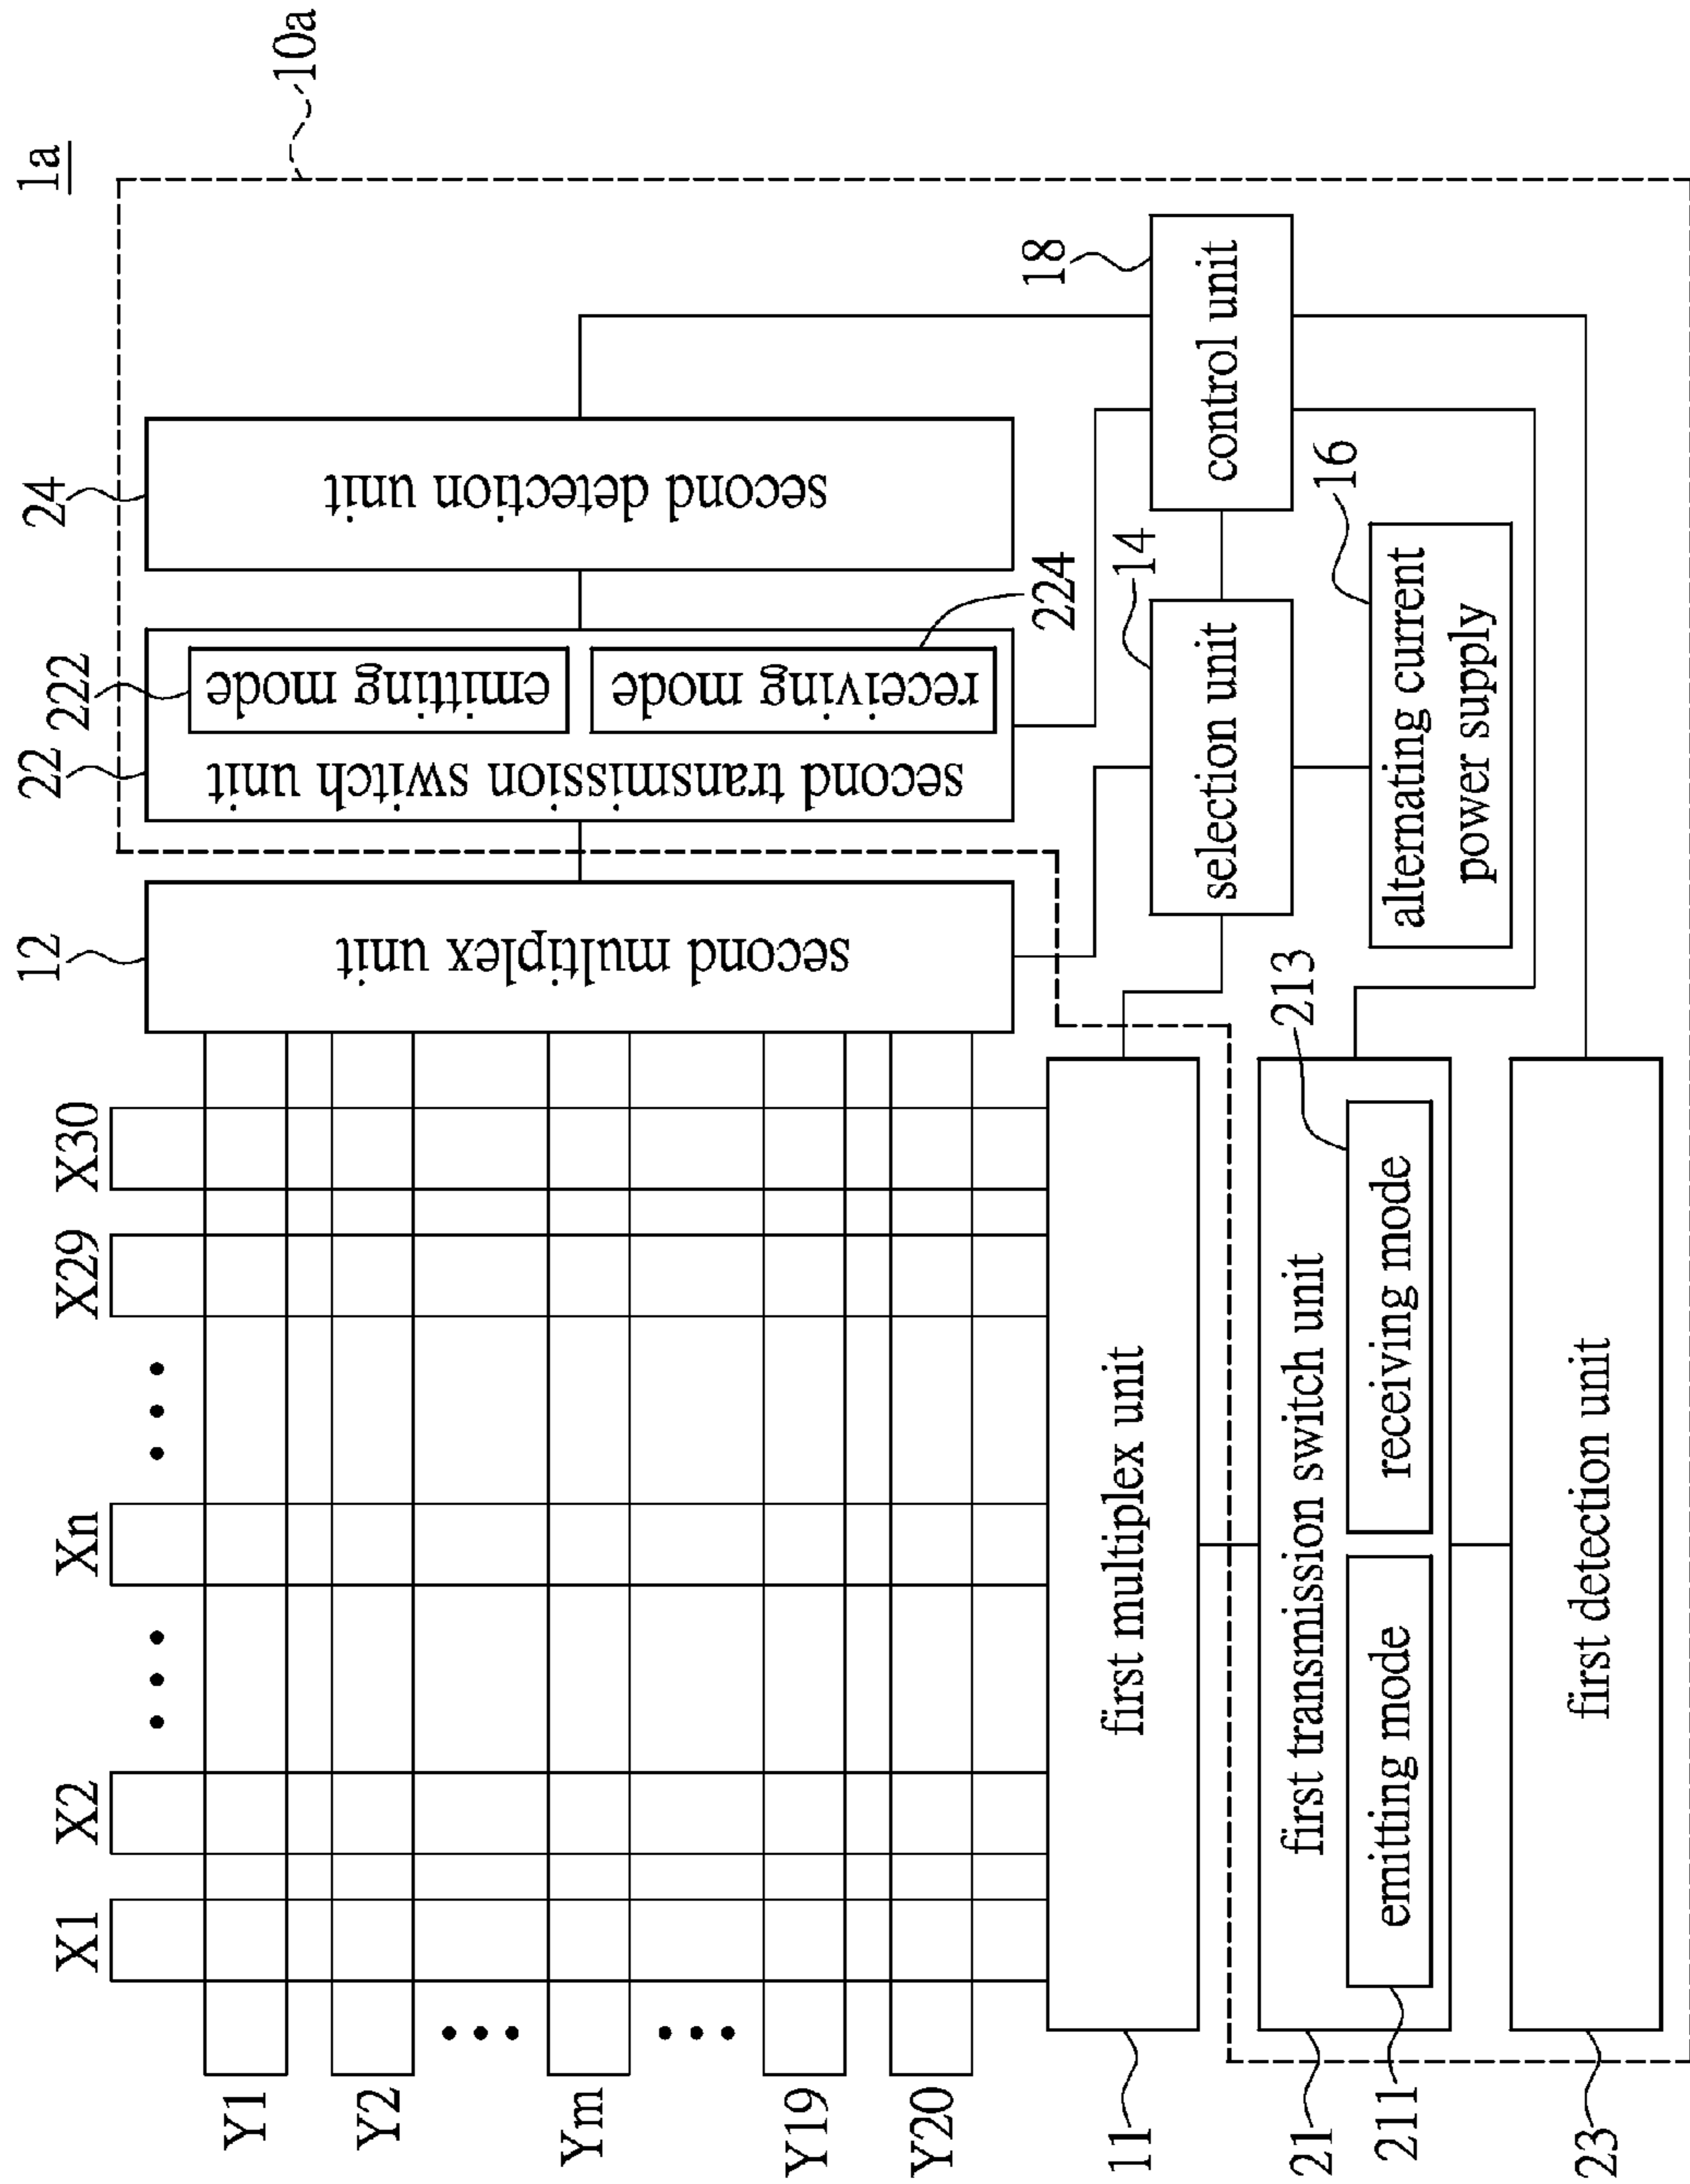 1a
10a
X1
X2
Xn
X29
X30
12
22
222
24
Y1
Y2
Ym
Y19
Y20
second multiplex unit
second transmission switch unit
emitting mode
receiving mode
second detection unit
224
18
control unit
14
selection unit
16
alternating current
power supply
11
first multiplex unit
21
first transmission switch unit
213
211
emitting mode
receiving mode
23
first detection unit